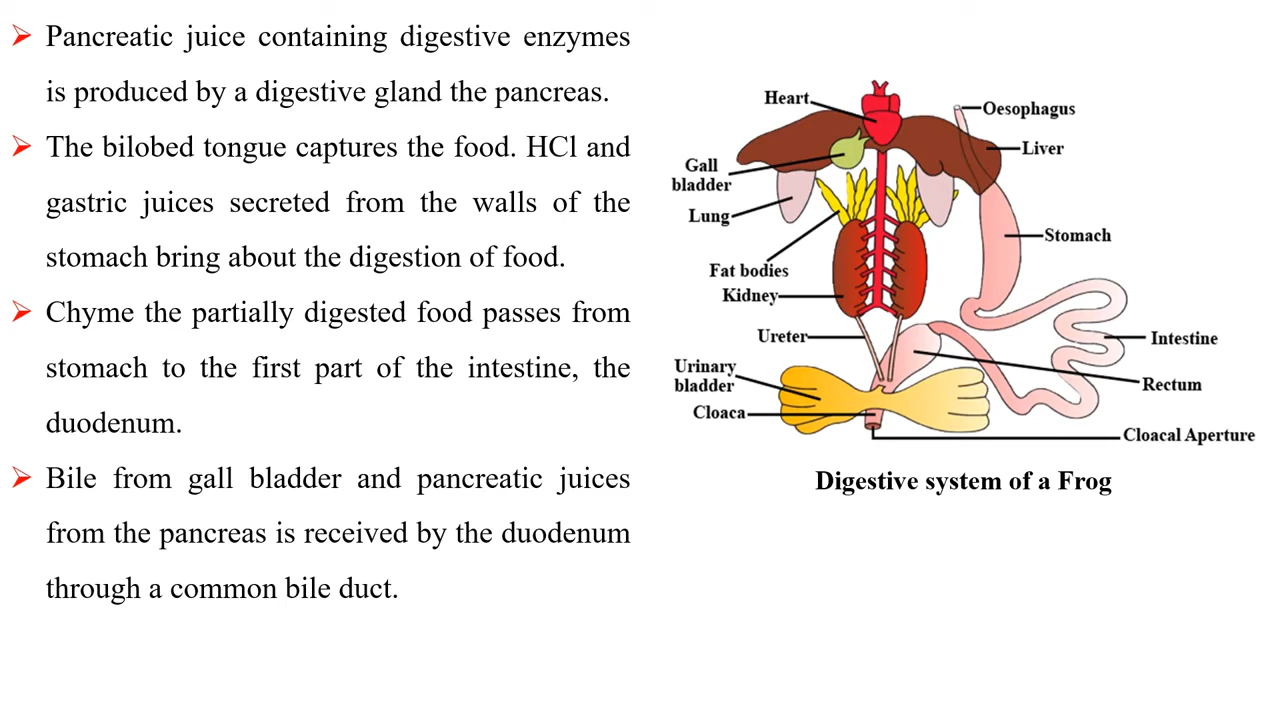 Pancreatic juice containing digestive enzymes
is produced by a digestive gland the pancreas.
The bilobed tongue captures the food. HCl and
gastric juices secreted from the walls of the
stomach bring about the digestion of food.
Chyme the partially digested food passes from
stomach to the first part of the intestine, the
duodenum.
Bile from gall bladder and pancreatic juices
from the pancreas is received by the duodenum
through a common bile duct.
Heart
Oesophagus
Liver
Gall
bladder
Lung
Stomach
Fat bodies
Kidney
Ureter
Intestine
Urinary
bladder
Rectum
Cloaca
Cloacal Aperture
Digestive system of a Frog